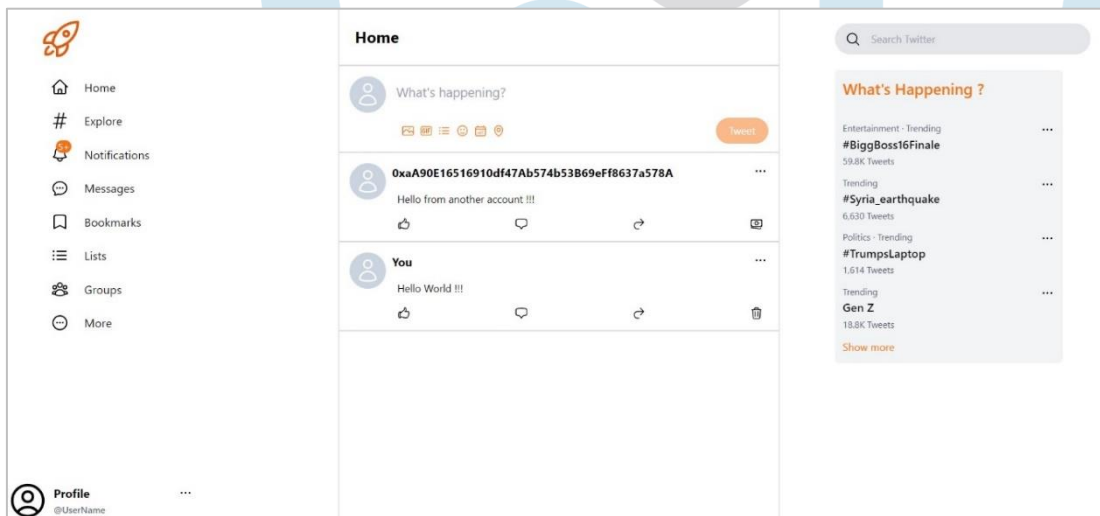 Home
Explore
5+
Notifications
Messages
Bookmarks
Lists
Groups
More
Profile
@UserName
Home
What's happening?
GIF
Tweet
0xaA90E16516910df47Ab574b53B69eFf8637a578A
Hello from another account !!!
You
Hello World !!!
Search Twitter
What's Happening ?
Entertainment · Trending
#BiggBoss16Finale
59.8K Tweets
Trending
#Syria_earthquake
6,630 Tweets
Politics · Trending
#TrumpsLaptop
1,614 Tweets
Trending
Gen Z
18.8K Tweets
Show more